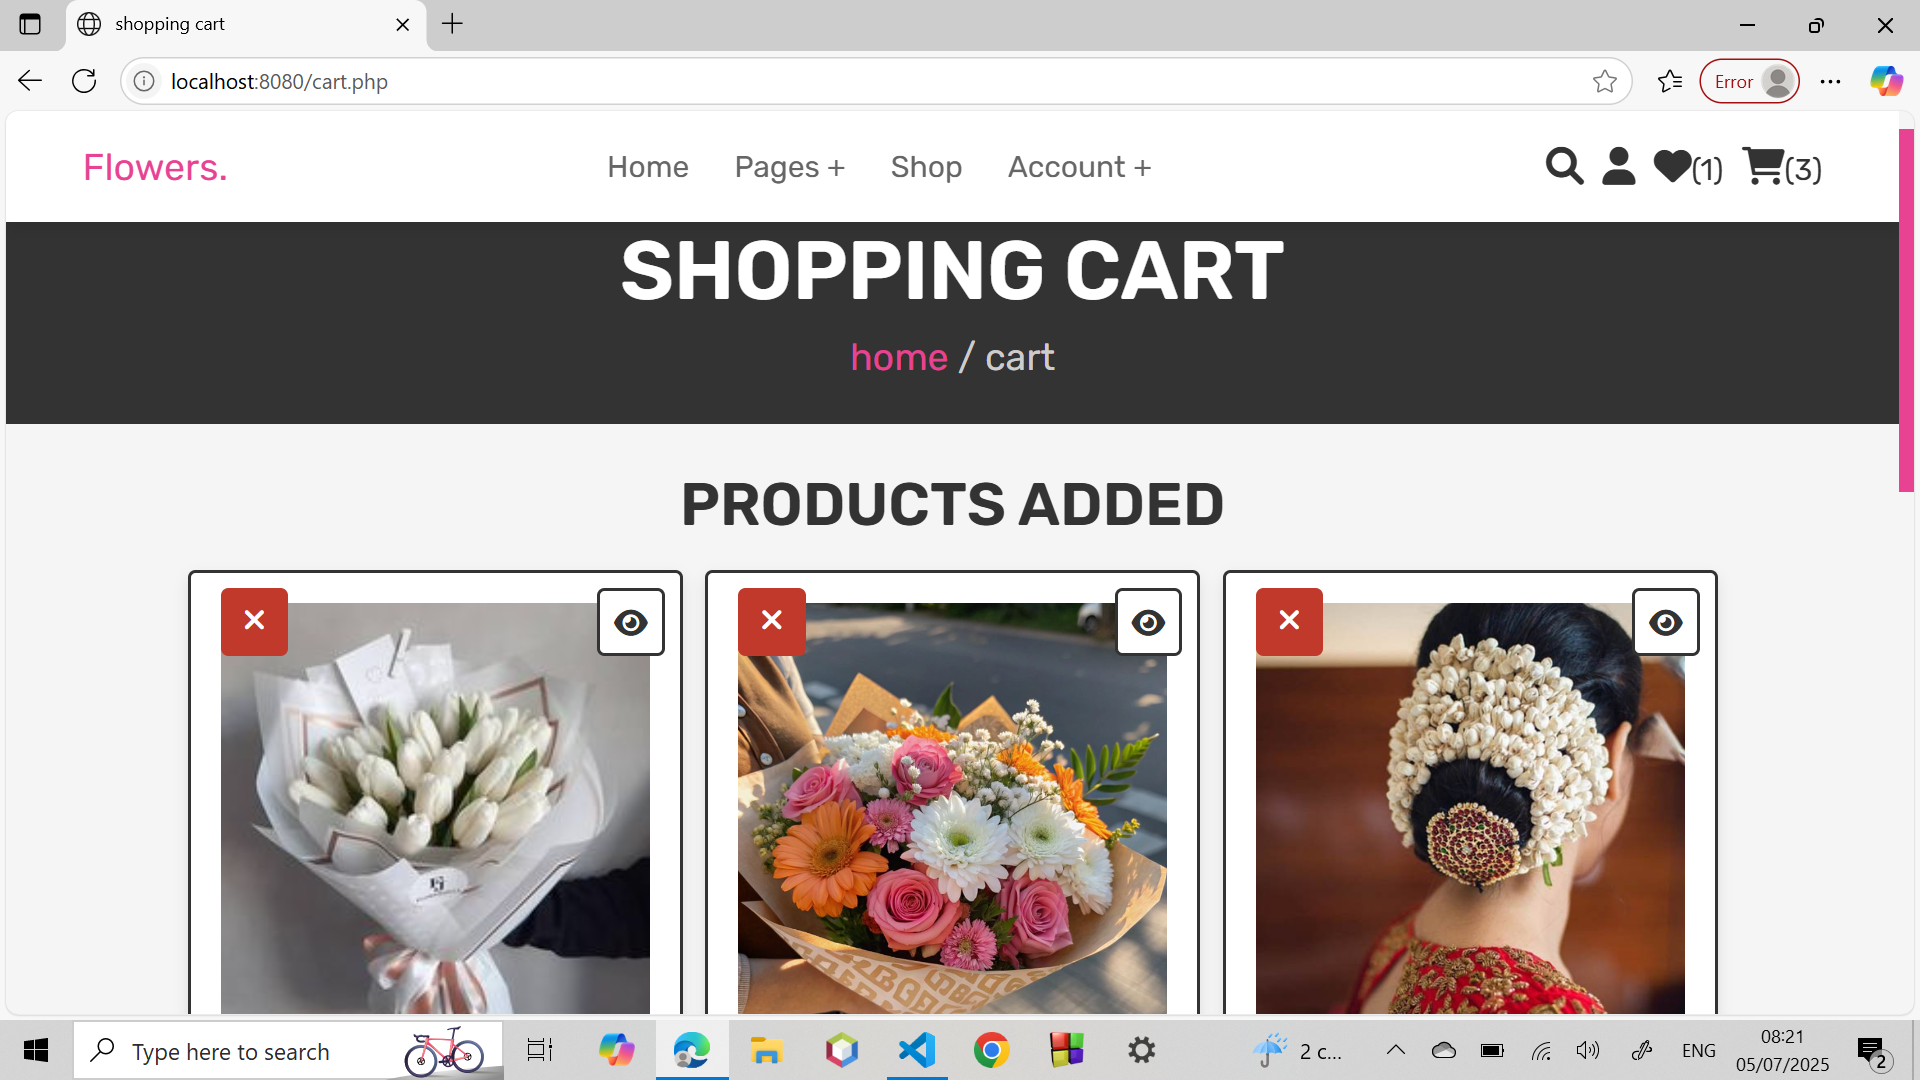 shopping cart
localhost:8080/cart.php
Error
Flowers.
Home Pages + Shop Account +
(1) (3)
SHOPPING CART
home / cart
PRODUCTS ADDED
Type here to search
2 c...
ENG
08:21
05/07/2025
2